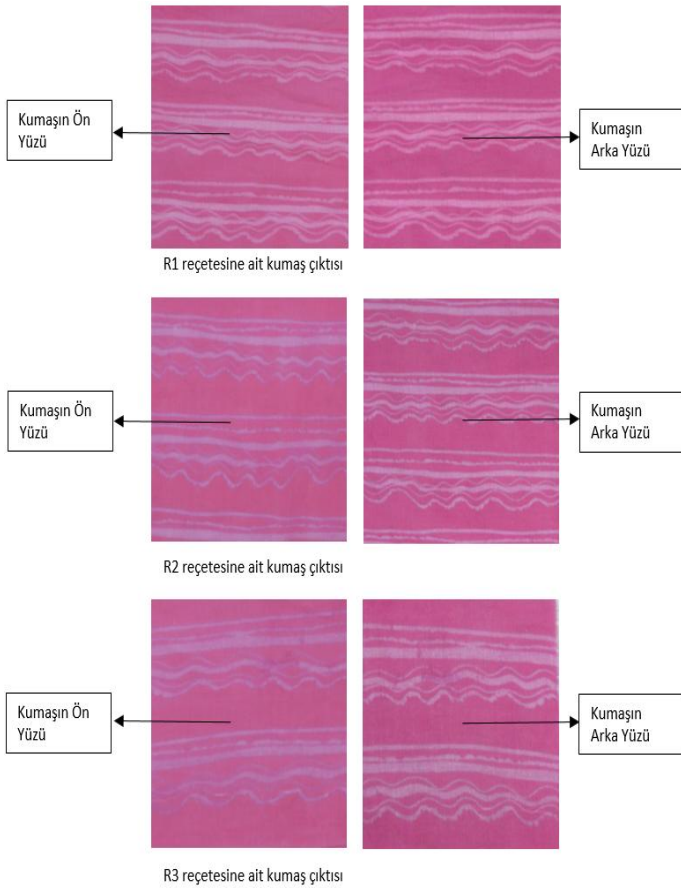 Kumaşın Ön
Yüzü
Kumaşın
Arka Yüzü
R1 reçetesine ait kumaş çıktısı
Kumaşın Ön
Yüzü
Kumaşın
Arka Yüzü
R2 reçetesine ait kumaş çıktısı
Kumaşın Ön
Yüzü
Kumaşın
Arka Yüzü
R3 reçetesine ait kumaş çıktısı